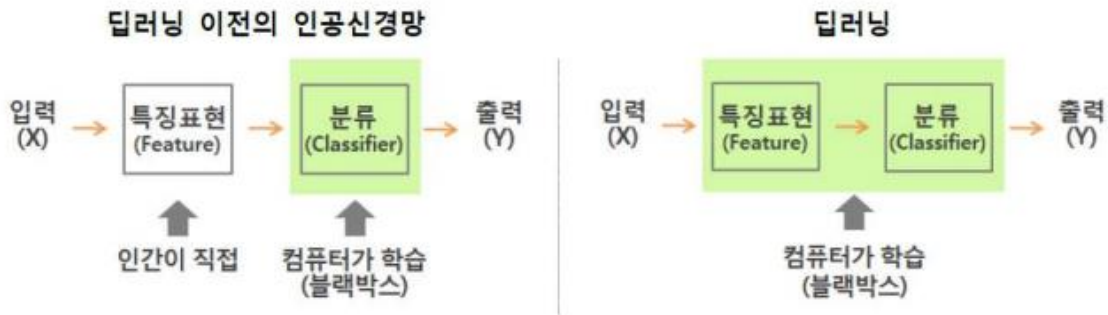 딥러닝 이전의 인공신경망
입력
(X)
특징표현
(Feature)
분류
(Classifier)
출력
(Y)
인간이 직접
컴퓨터가 학습
(블랙박스)
딥러닝
입력
(X)
특징표현
(Feature)
분류
(Classifier)
출력
(Y)
컴퓨터가 학습
(블랙박스)